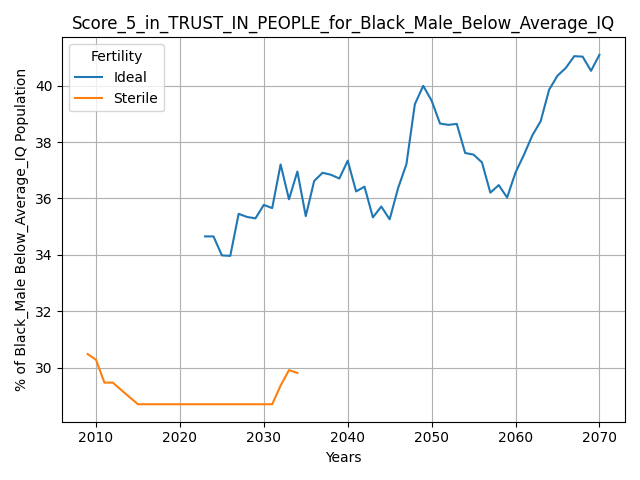 Score_5_in_TRUST_IN_PEOPLE_for_Black_Male_Below_Average_IQ
Fertility
Ideal
Sterile
% of Black_Male Below_Average_IQ Population
40
38
36
34
32
30
2010 2020 2030 2040 2050 2060 2070
Years